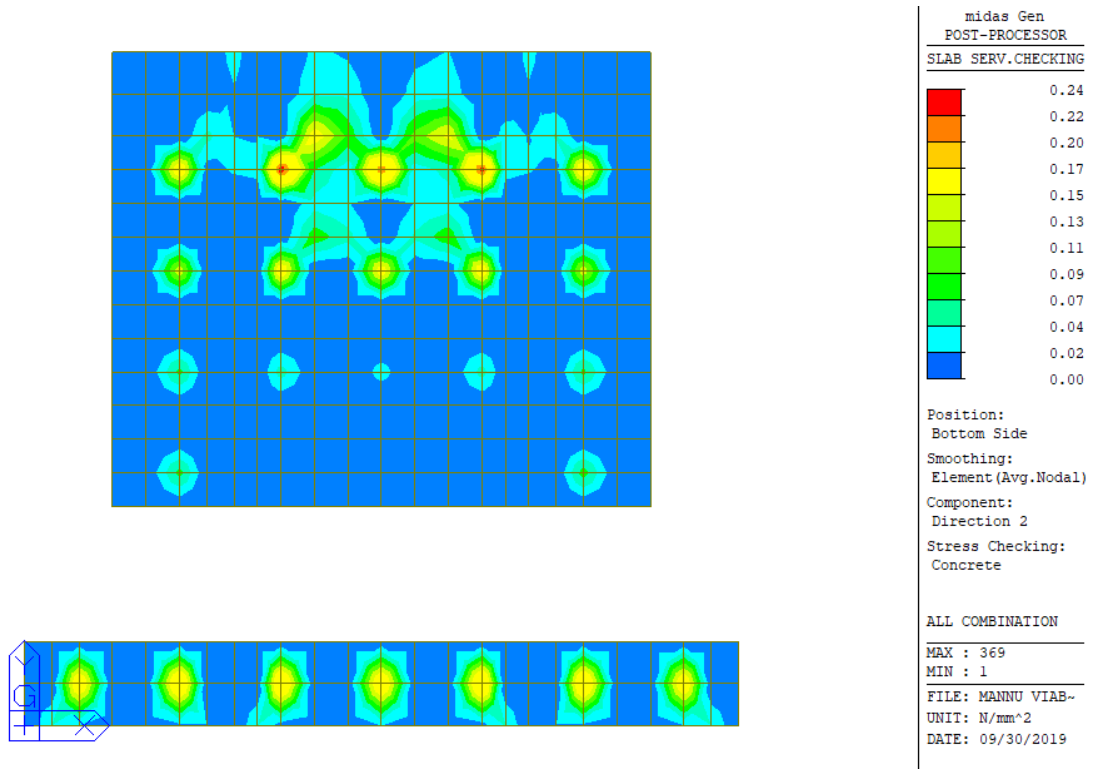 midas Gen
POST-PROCESSOR
SLAB SERV.CHECKING
0.24
0.22
0.20
0.17
0.15
0.13
0.11
0.09
0.07
0.04
0.02
0.00
Position:
Bottom Side
Smoothing:
Element(Avg.Nodal)
Component:
Direction 2
Stress Checking:
Concrete
ALL COMBINATION
MAX : 369
MIN : 1
FILE: MANNU VIAB~
UNIT: N/mm^2
DATE: 09/30/2019
Y
G
X